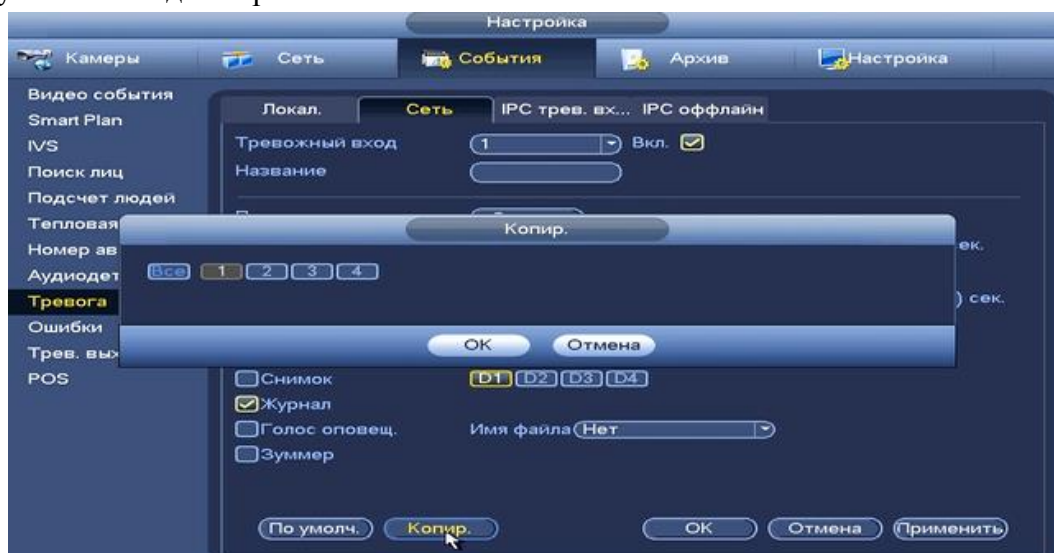 Настройка
Камеры Сеть События Архив Настройка
Видео события
Smart Plan
IVS
Поиск лиц
Подсчет людей
Тепловая
Номер ав
Аудиодет
Тревога
Ошибки
Трев. вых
POS
Локал. Сеть IPC трев. вх... IPC оффлайн
Тревожный вход 1 Вкл.
Название
Копир.
ек.
Все 1 2 3 4
) сек.
OK Отмена
Снимок D1 D2 D3 D4
Журнал
Голос оповещ. Имя файла Нет
Зуммер
По умолч. Копир. OK Отмена Применить